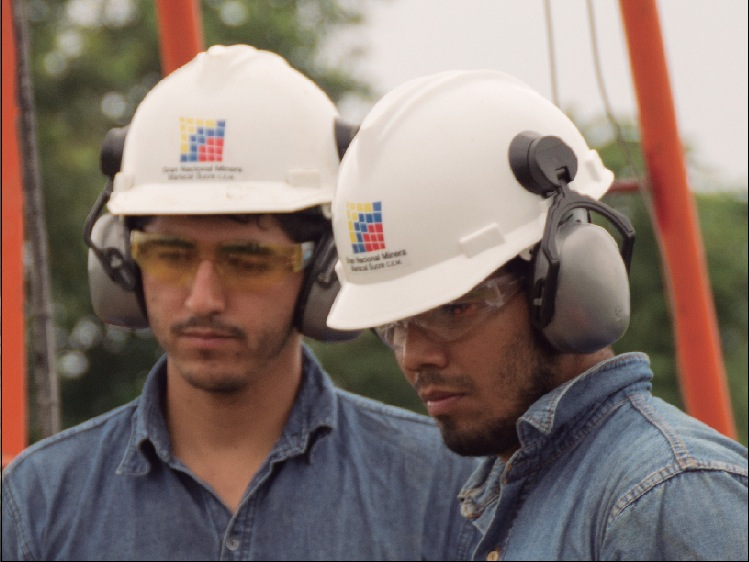 Gran Nacional Minera
Mariscal Sucre C.E.M.
Gran Nacional Minera
Mariscal Sucre C.E.M.